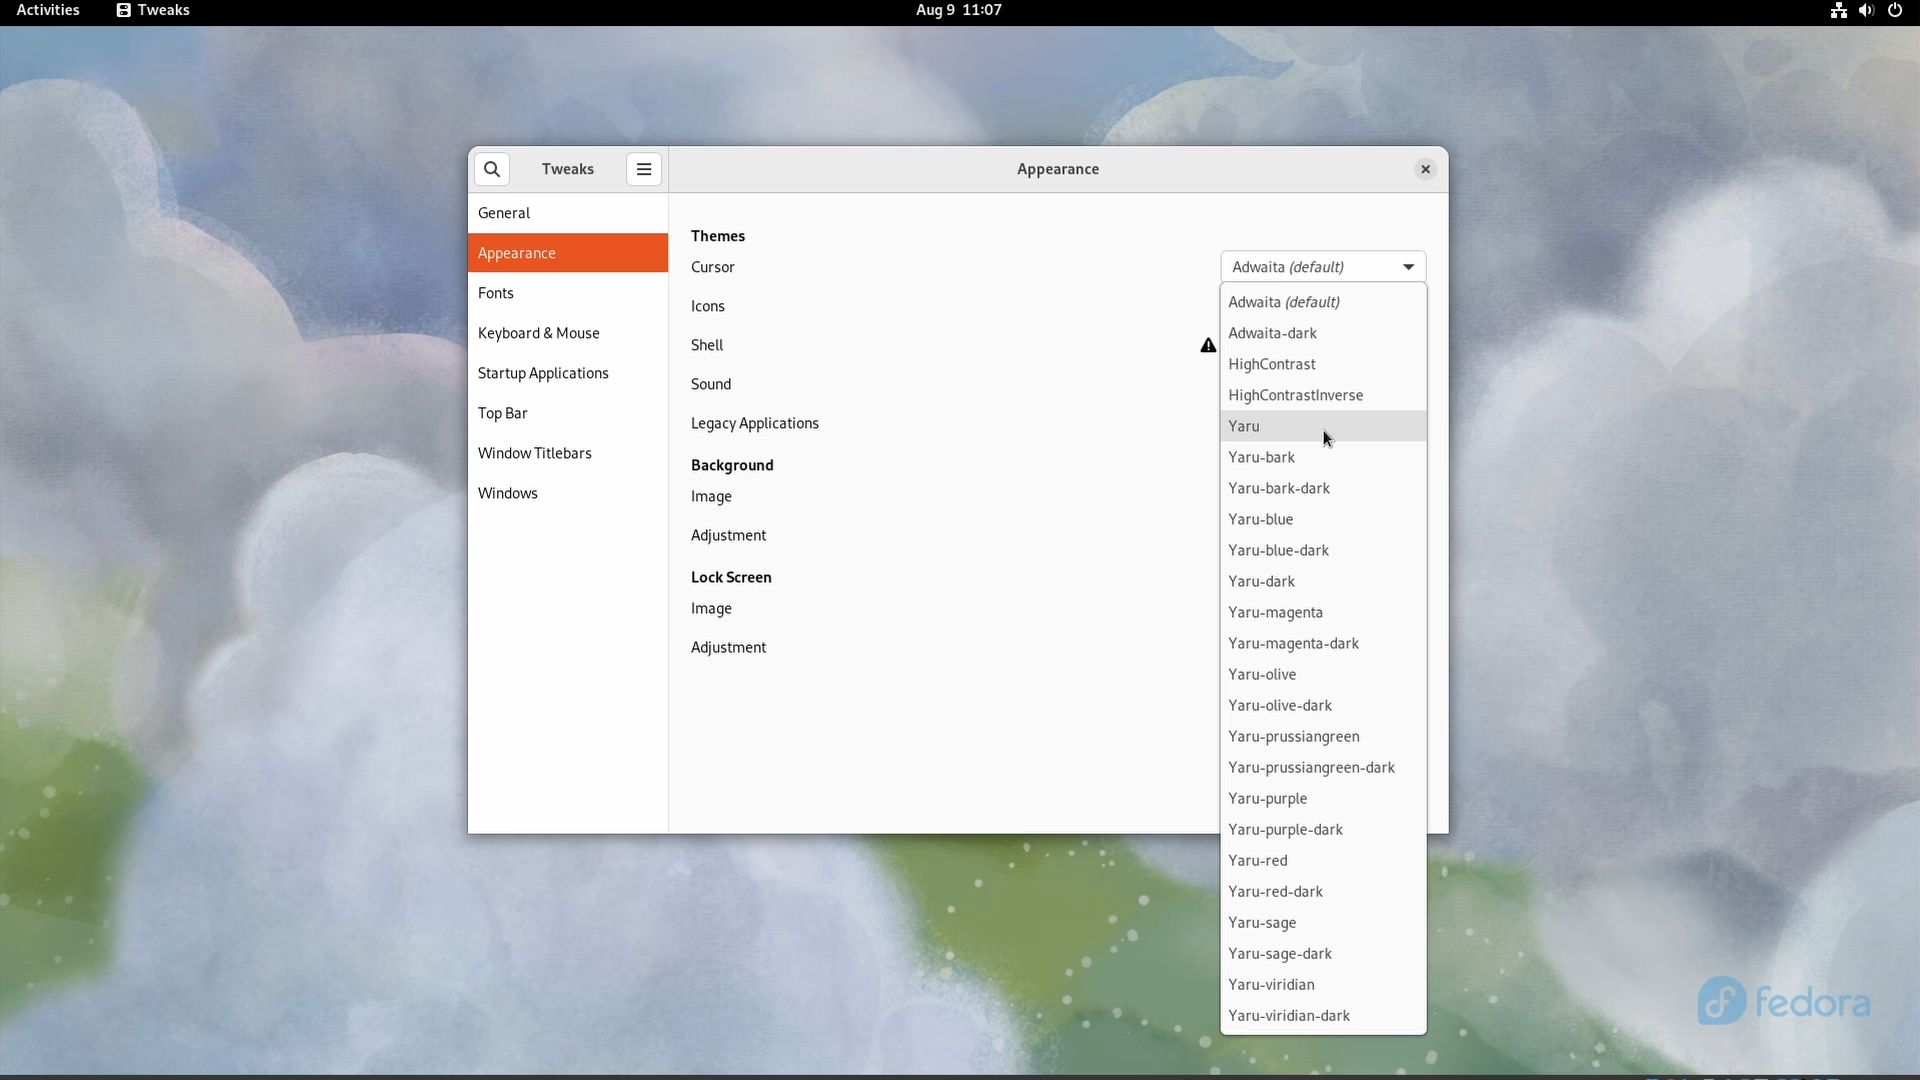 Activities
Tweaks
Aug 9 11:07
Tweaks
Appearance
General
Appearance
Fonts
Keyboard & Mouse
Startup Applications
Top Bar
Window Titlebars
Windows
Themes
Cursor
Adwaita (default)
Icons
Shell
Sound
Legacy Applications
Background
Image
Adjustment
Lock Screen
Image
Adjustment
Adwaita (default)
Adwaita-dark
HighContrast
HighContrastInverse
Yaru
Yaru-bark
Yaru-bark-dark
Yaru-blue
Yaru-blue-dark
Yaru-dark
Yaru-magenta
Yaru-magenta-dark
Yaru-olive
Yaru-olive-dark
Yaru-prussiangreen
Yaru-prussiangreen-dark
Yaru-purple
Yaru-purple-dark
Yaru-red
Yaru-red-dark
Yaru-sage
Yaru-sage-dark
Yaru-viridian
Yaru-viridian-dark
fedora